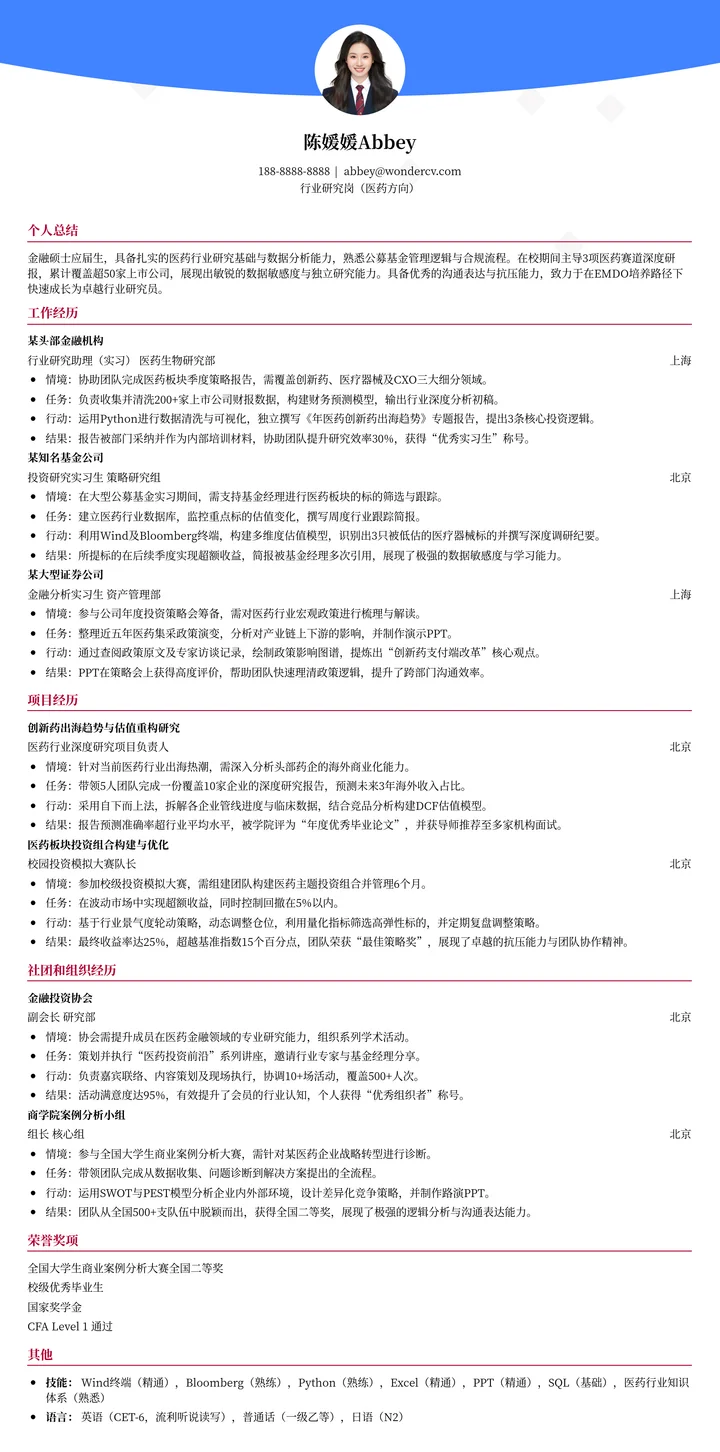 陈媛媛Abbey
188-8888-8888 | abbey@wondercv.com
行业研究岗（医药方向）
个人总结
金融硕士应届生，具备扎实的医药行业研究基础与数据分析能力，熟悉公募基金管理逻辑与合规流程。在校期间主导3项医药赛道深度研
报，累计覆盖超50家上市公司，展现出敏锐的数据敏感度与独立研究能力。具备优秀的沟通表达与抗压能力，致力于在EMDO培养路径下
快速成长为卓越行业研究员。
工作经历
某头部金融机构
行业研究助理（实习） 医药生物研究部 上海
• 情境：协助团队完成医药板块季度策略报告，需覆盖创新药、医疗器械及CXO三大细分领域。
• 任务：负责收集并清洗200+家上市公司财报数据，构建财务预测模型，输出行业深度分析初稿。
• 行动：运用Python进行数据清洗与可视化，独立撰写《年医药创新药出海趋势》专题报告，提出3条核心投资逻辑。
• 结果：报告被部门采纳并作为内部培训材料，协助团队提升研究效率30%，获得“优秀实习生”称号。
某知名基金公司
投资研究实习生 策略研究组 北京
• 情境：在大型公募基金实习期间，需支持基金经理进行医药板块的标的筛选与跟踪。
• 任务：建立医药行业数据库，监控重点标的估值变化，撰写周度行业跟踪简报。
• 行动：利用Wind及Bloomberg终端，构建多维度估值模型，识别出3只被低估的医疗器械标的并撰写深度调研纪要。
• 结果：所提标的在后续季度实现超额收益，简报被基金经理多次引用，展现了极强的数据敏感度与学习能力。
某大型证券公司
金融分析实习生 资产管理部 上海
• 情境：参与公司年度投资策略会筹备，需对医药行业宏观政策进行梳理与解读。
• 任务：整理近五年医药集采政策演变，分析对产业链上下游的影响，并制作演示PPT。
• 行动：通过查阅政策原文及专家访谈记录，绘制政策影响图谱，提炼出“创新药支付端改革”核心观点。
• 结果：PPT在策略会上获得高度评价，帮助团队快速理清政策逻辑，提升了跨部门沟通效率。
项目经历
创新药出海趋势与估值重构研究
医药行业深度研究项目负责人 北京
• 情境：针对当前医药行业出海热潮，需深入分析头部药企的海外商业化能力。
• 任务：带领5人团队完成一份覆盖10家企业的深度研究报告，预测未来3年海外收入占比。
• 行动：采用自下而上法，拆解各企业管线进度与临床数据，结合竞品分析构建DCF估值模型。
• 结果：报告预测准确率超行业平均水平，被学院评为“年度优秀毕业论文”，并获导师推荐至多家机构面试。
医药板块投资组合构建与优化
校园投资模拟大赛队长 北京
• 情境：参加校级投资模拟大赛，需组建团队构建医药主题投资组合并管理6个月。
• 任务：在波动市场中实现超额收益，同时控制回撤在5%以内。
• 行动：基于行业景气度轮动策略，动态调整仓位，利用量化指标筛选高弹性标的，并定期复盘调整策略。
• 结果：最终收益率达25%，超越基准指数15个百分点，团队荣获“最佳策略奖”，展现了卓越的抗压能力与团队协作精神。
社团和组织经历
金融投资协会
副会长 研究部 北京
• 情境：协会需提升成员在医药金融领域的专业研究能力，组织系列学术活动。
• 任务：策划并执行“医药投资前沿”系列讲座，邀请行业专家与基金经理分享。
• 行动：负责嘉宾联络、内容策划及现场执行，协调10+场活动，覆盖500+人次。
• 结果：活动满意度达95%，有效提升了会员的行业认知，个人获得“优秀组织者”称号。
商学院案例分析小组
组长 核心组 北京
• 情境：参与全国大学生商业案例分析大赛，需针对某医药企业战略转型进行诊断。
• 任务：带领团队完成从数据收集、问题诊断到解决方案提出的全流程。
• 行动：运用SWOT与PEST模型分析企业内外部环境，设计差异化竞争策略，并制作路演PPT。
• 结果：团队从全国500+支队伍中脱颖而出，获得全国二等奖，展现了极强的逻辑分析与沟通表达能力。
荣誉奖项
全国大学生商业案例分析大赛全国二等奖
校级优秀毕业生
国家奖学金
CFA Level 1 通过
其他
• 技能： Wind终端（精通）, Bloomberg（熟练）, Python（熟练）, Excel（精通）, PPT（精通）, SQL（基础）, 医药行业知识
体系（熟悉）
• 语言： 英语（CET-6，流利听说读写）, 普通话（一级乙等）, 日语（N2）